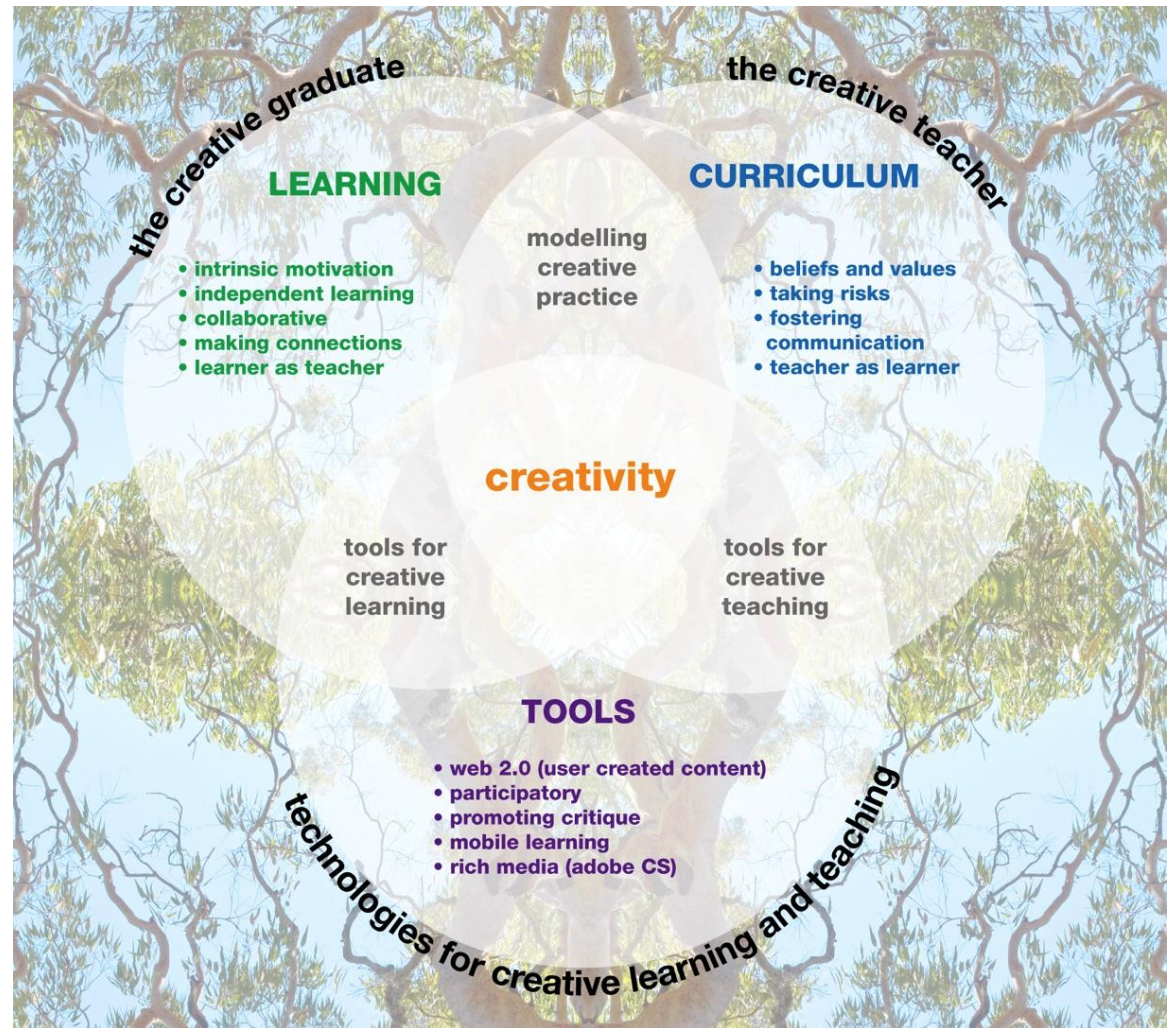 the creative graduate
the creative teacher
LEARNING
• intrinsic motivation
• independent learning
• collaborative
• making connections
• learner as teacher
modelling
creative
practice
CURRICULUM
• beliefs and values
• taking risks
• fostering
communication
• teacher as learner
creativity
tools for
creative
learning
tools for
creative
teaching
TOOLS
• web 2.0 (user created content)
• participatory
• promoting critique
• mobile learning
• rich media (adobe CS)
technologies for creative learning and teaching